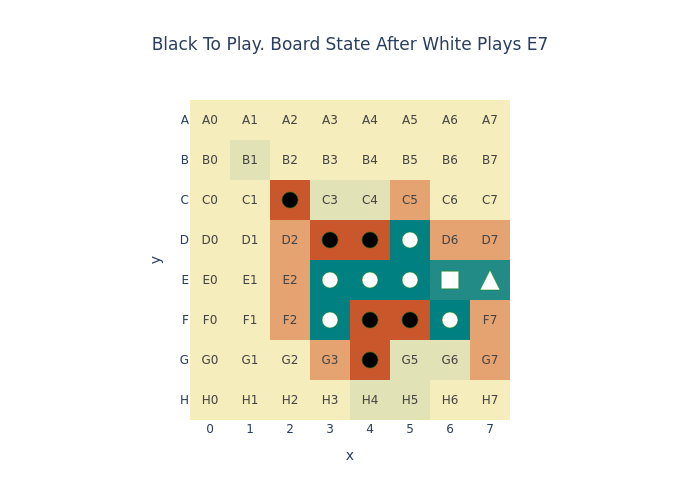 Black To Play. Board State After White Plays E7
A A0 A1 A2 A3 A4 A5 A6 A7
B B0 B1 B2 B3 B4 B5 B6 B7
C C0 C1 C3 C4 C5 C6 C7
D D0 D1 D2 D6 D7
y
E E0 E1 E2
F F0 F1 F2 F7
G G0 G1 G2 G3 G5 G6 G7
H H0 H1 H2 H3 H4 H5 H6 H7
0 1 2 3 4 5 6 7
x